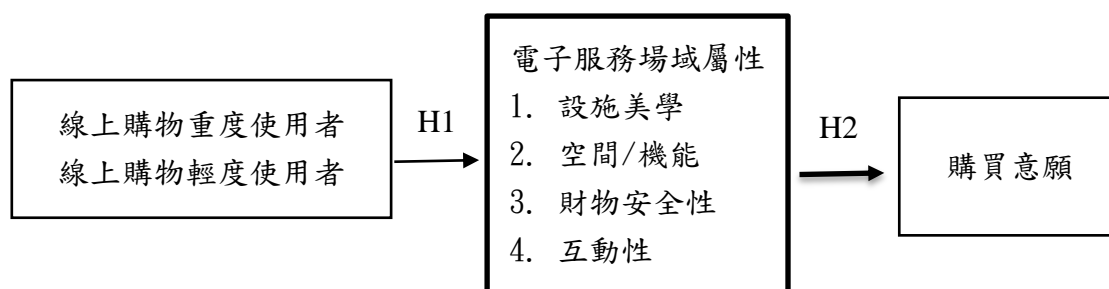 線上購物重度使用者
線上購物輕度使用者
H1
電子服務場域屬性
1. 設施美學
2. 空間/機能
3. 財物安全性
4. 互動性
H2
購買意願